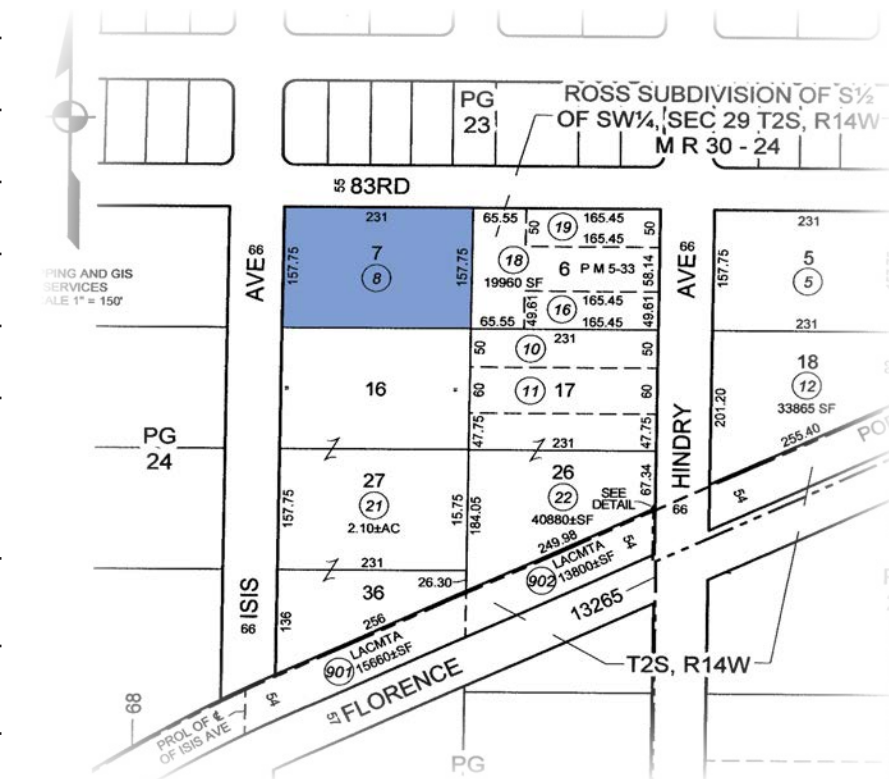 PG
23
ROSS SUBDIVISION OF S½
OF SW¼, SEC 29 T2S, R14W
M R 30 - 24
55 83RD
PING AND GIS
SERVICES
ALE 1" = 150'
AVE 66
157.75
231
7
8
157.75
65.55
50
19
165.45
165.45
50
18
19960 SF
6 P M 5-33
58.14
65.55
49.61
16
165.45
165.45
49.61
AVE 66
157.75
231
5
5
231
50
10
231
50
16
"
"
60
11
17
60
47.75
231
47.75
HINDRY
66
201.20
18
12
33865 SF
255.40
PO
54
PG
24
157.75
27
21
2.10±AC
231
15.75
184.05
26
22
40880±SF
SEE
DETAIL
67.34
249.98
54
ISIS
66
136
36
26.30
256
902
LACMTA
13800±SF
901
LACMTA
15660±SF
13265
T2S, R14W
54
57 FLORENCE
68
PROL OF ℄
OF ISIS AVE
PG